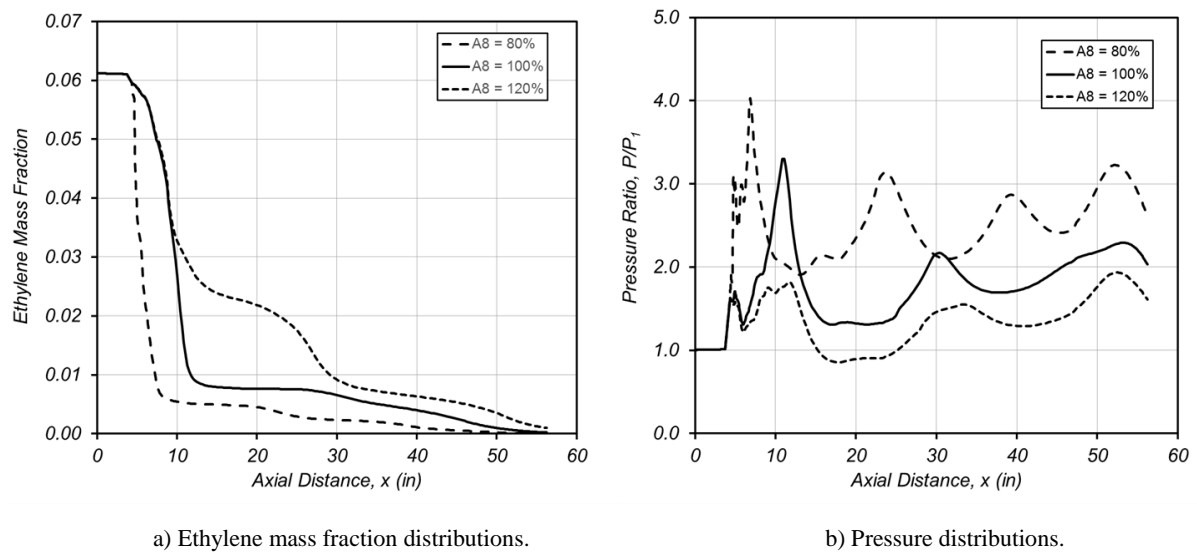 0.07
0.06
0.05
0.04
0.03
0.02
0.01
0.00
Ethylene Mass Fraction
A8 = 80%
A8 = 100%
A8 = 120%
0 10 20 30 40 50 60
Axial Distance, x (in)
a) Ethylene mass fraction distributions.
5.0
4.0
3.0
2.0
1.0
0.0
Pressure Ratio, P/P1
A8 = 80%
A8 = 100%
A8 = 120%
0 10 20 30 40 50 60
Axial Distance, x (in)
b) Pressure distributions.